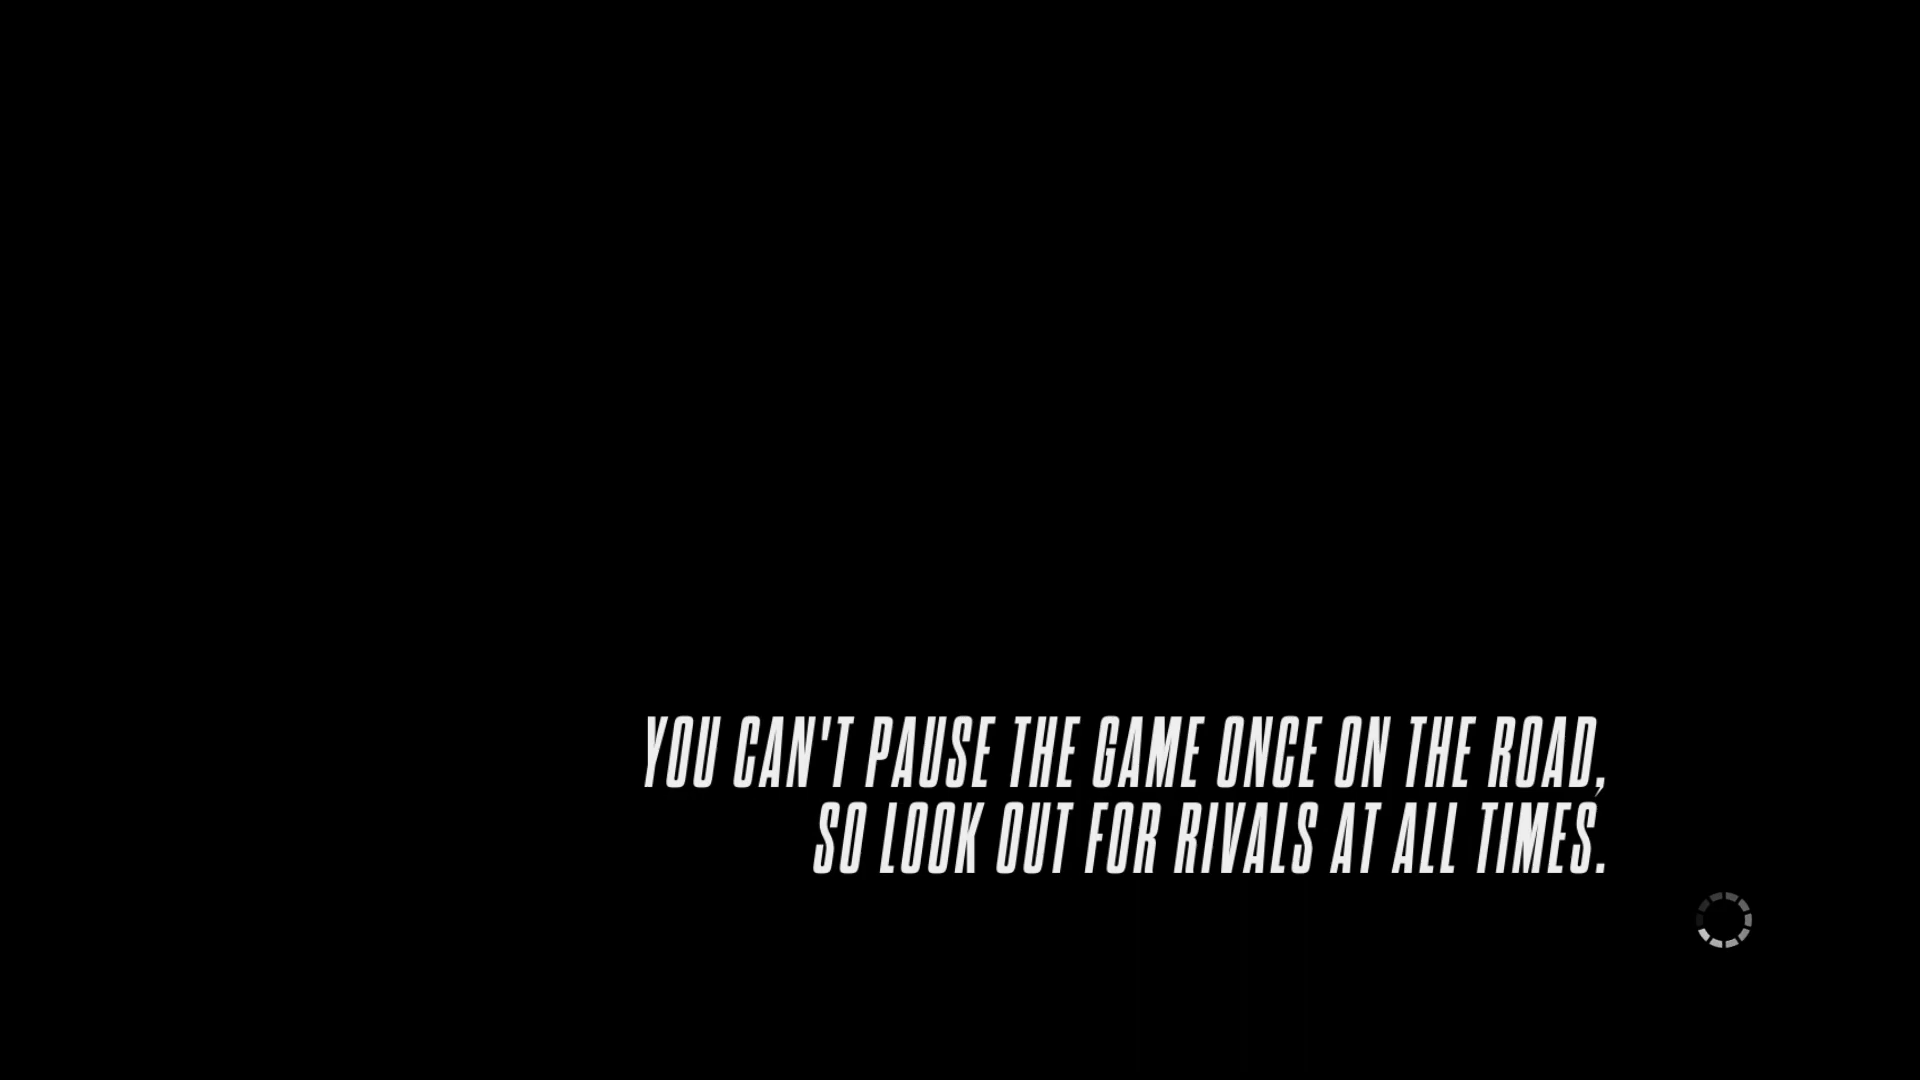 YOU CAN'T PAUSE THE GAME ONCE ON THE ROAD,
SO LOOK OUT FOR RIVALS AT ALL TIMES.